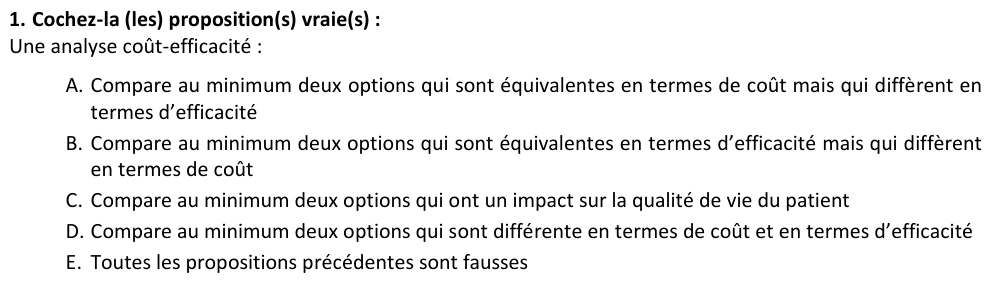 1. Cochez-la (les) proposition(s) vraie(s) :
Une analyse coût-efficacité :
A. Compare au minimum deux options qui sont équivalentes en termes de coût mais qui diffèrent en
termes d’efficacité
B. Compare au minimum deux options qui sont équivalentes en termes d’efficacité mais qui diffèrent
en termes de coût
C. Compare au minimum deux options qui ont un impact sur la qualité de vie du patient
D. Compare au minimum deux options qui sont différente en termes de coût et en termes d’efficacité
E. Toutes les propositions précédentes sont fausses